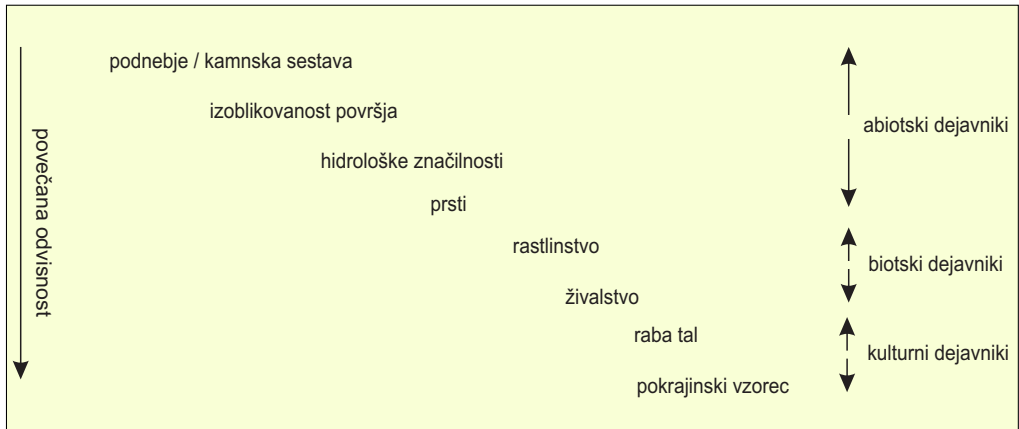 podnebje / kamnska sestava
izoblikovanost površja
hidrološke značilnosti
prsti
rastlinstvo
živalstvo
raba tal
pokrajinski vzorec
povečana odvisnost
abiotski dejavniki
biotski dejavniki
kulturni dejavniki